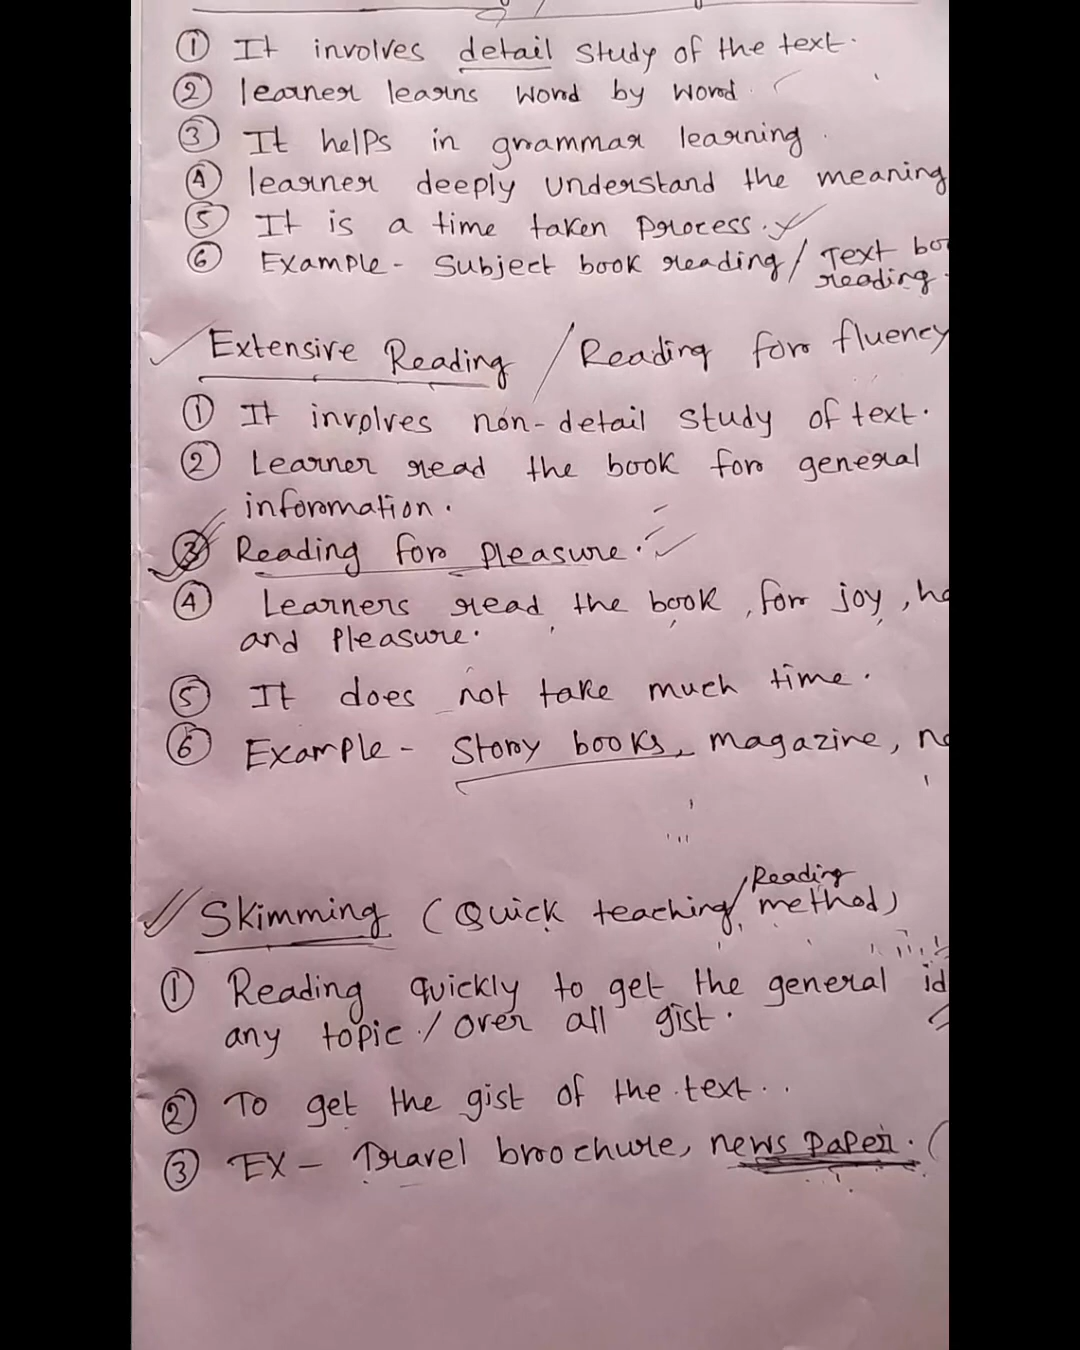 ① It involves detail study of the text.
② learner learns word by word
③ It helps in grammar learning
④ learner deeply understand the meaning
⑤ It is a time taken process.
⑥ Example - Subject book reading / Text
reading.
Extensive Reading / Reading for fluency
① It involves non-detail study of text.
② Learner read the book for general
information.
③ Reading for pleasure.
④ Learners read the book, for joy,
and pleasure.
⑤ It does not take much time.
⑥ Example - Story books, magazine,
Skimming (Quick teaching/Reading method)
① Reading quickly to get the general
any topic. / over all gist.
② To get the gist of the text..
③ EX - Travel brochure, news paper. (